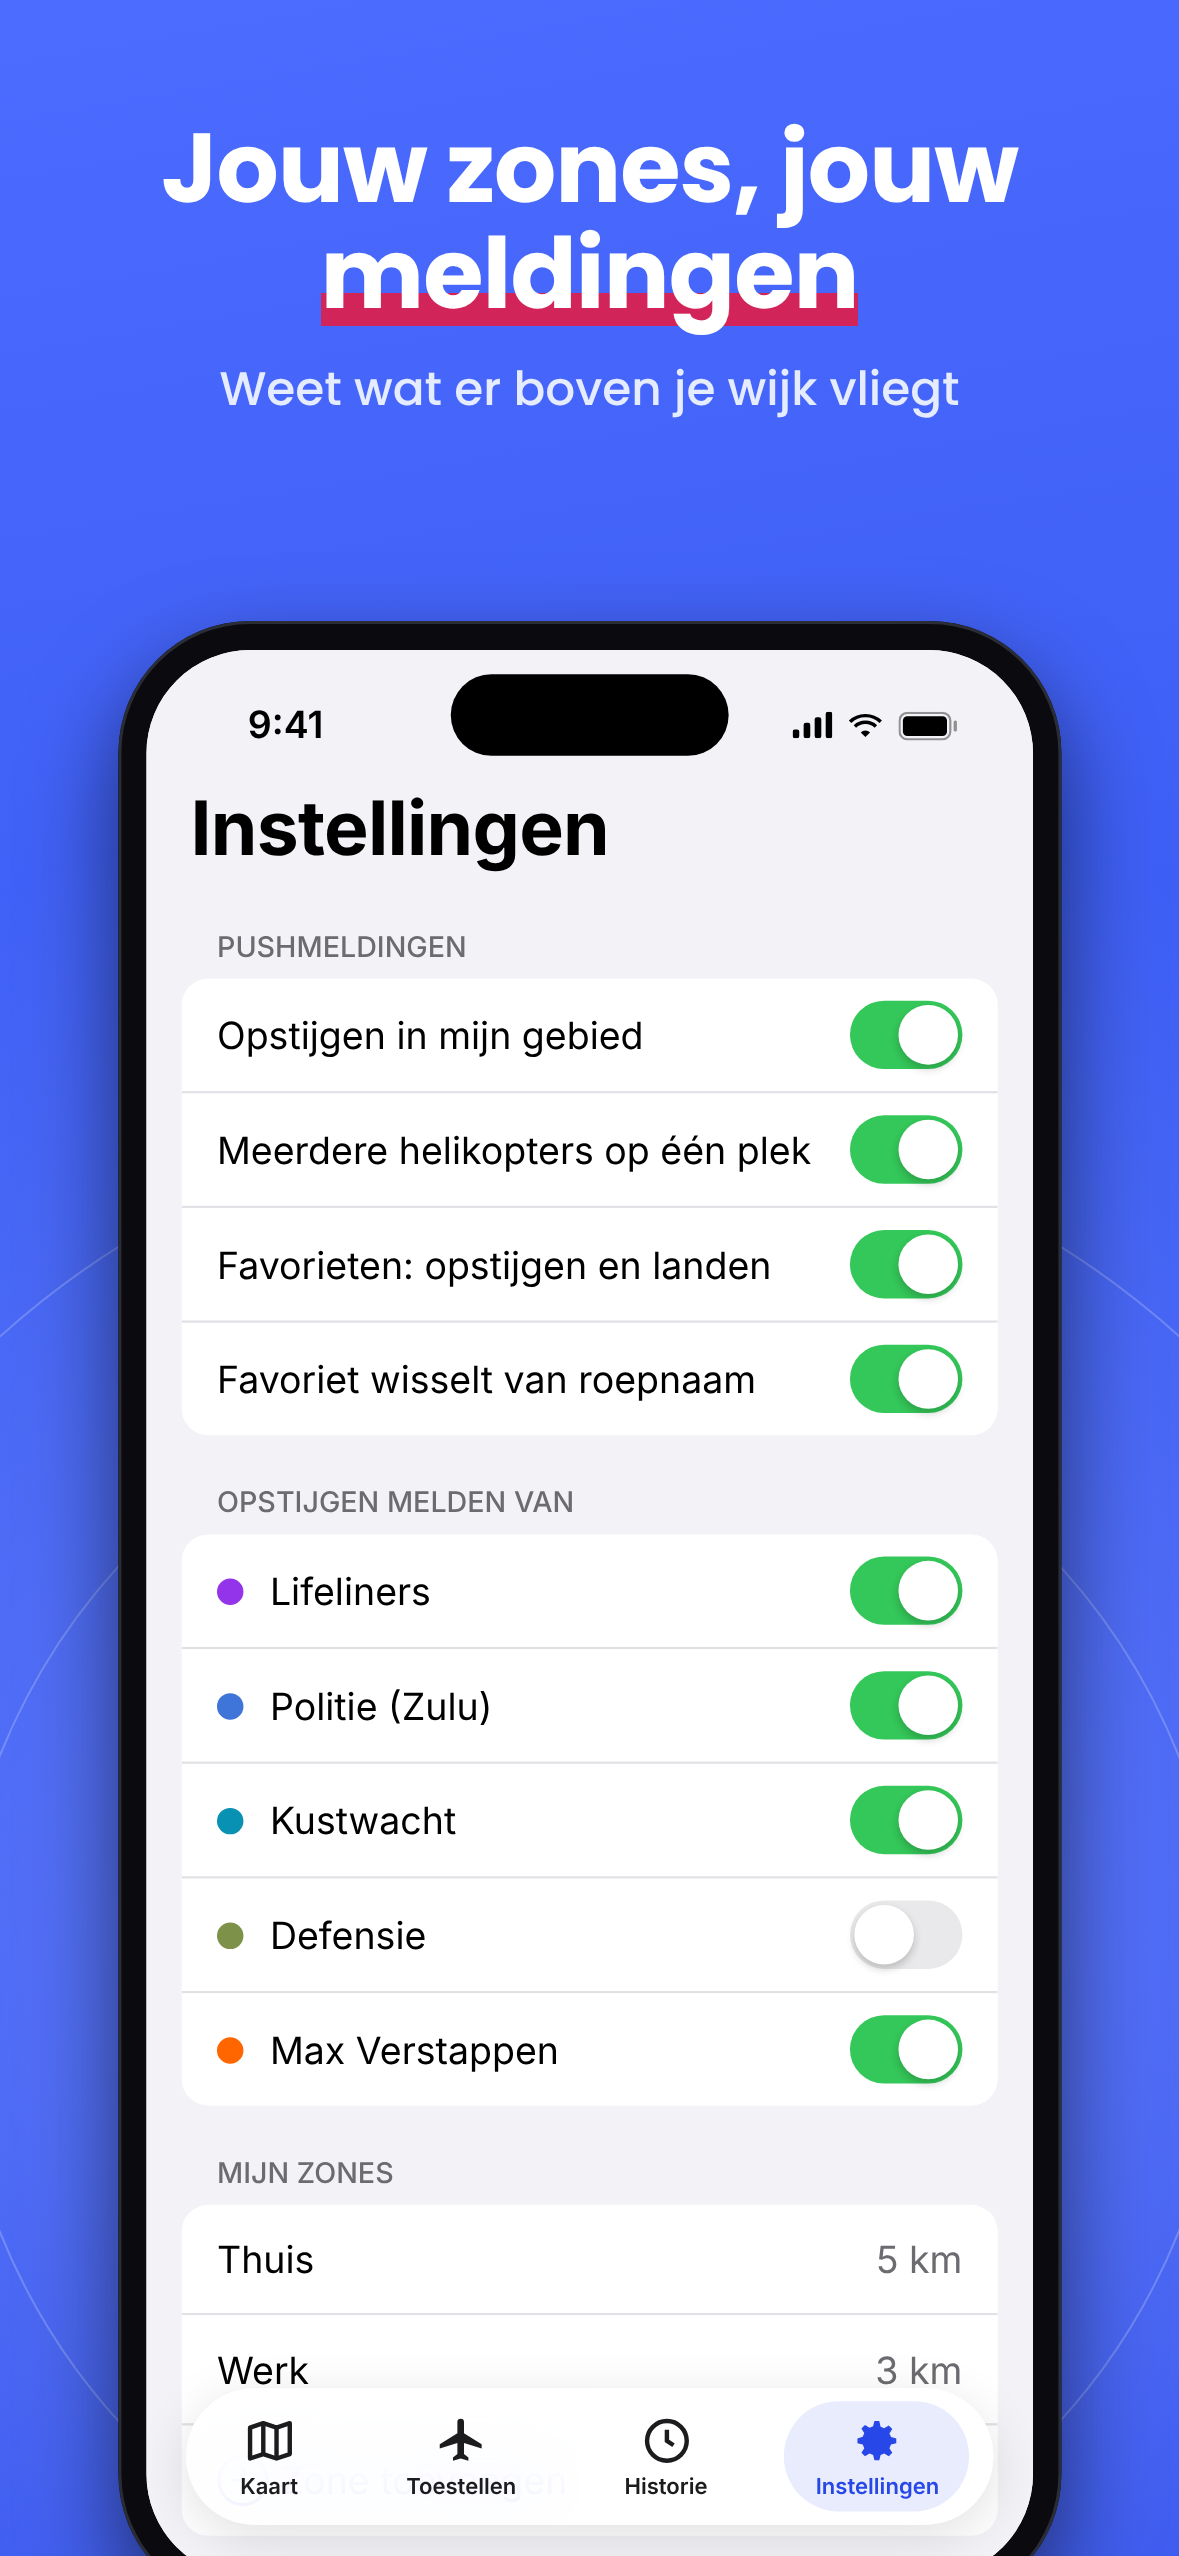 Jouw zones, jouw
meldingen
Weet wat er boven je wijk vliegt
9:41
Instellingen
PUSHMELDINGEN
Opstijgen in mijn gebied
Meerdere helikopters op één plek
Favorieten: opstijgen en landen
Favoriet wisselt van roepnaam
OPSTIJGEN MELDEN VAN
Lifeliners
Politie (Zulu)
Kustwacht
Defensie
Max Verstappen
MIJN ZONES
Thuis 5 km
Werk 3 km
Kaart Toestellen Historie Instellingen